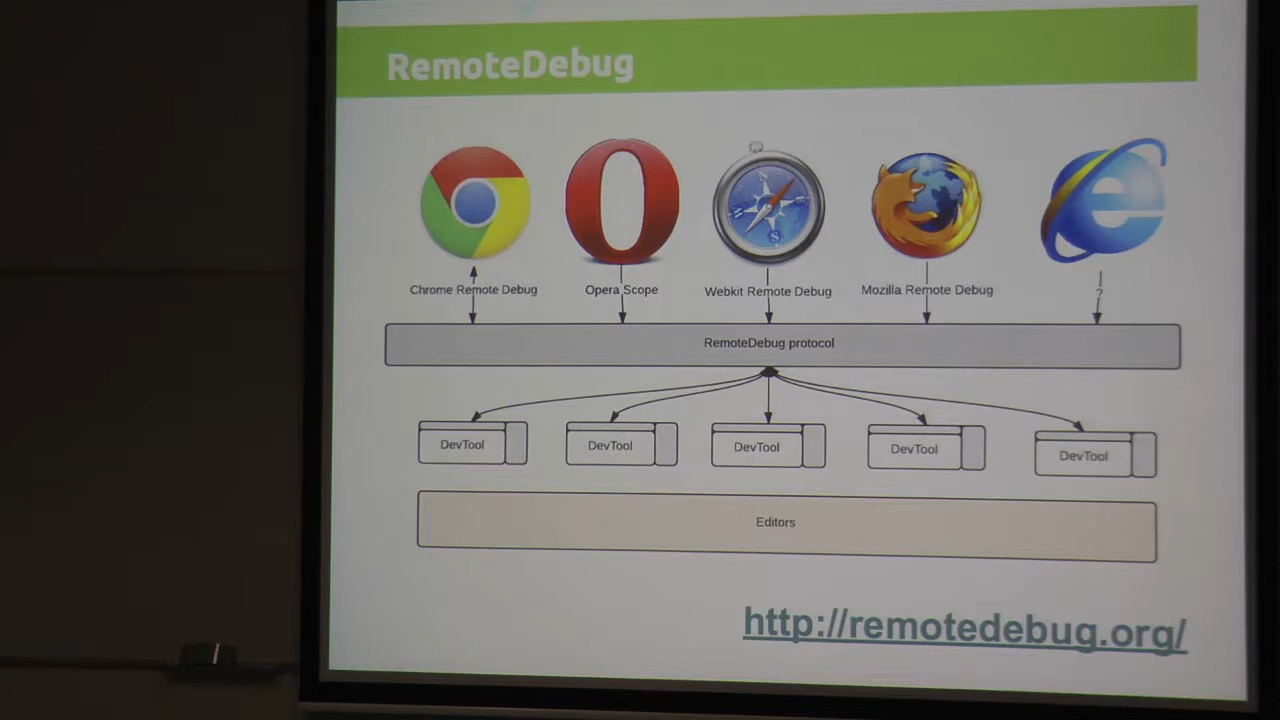 RemoteDebug
Chrome Remote Debug
Opera Scope
Webkit Remote Debug
Mozilla Remote Debug
?
RemoteDebug protocol
DevTool
DevTool
DevTool
DevTool
DevTool
Editors
http://remotedebug.org/